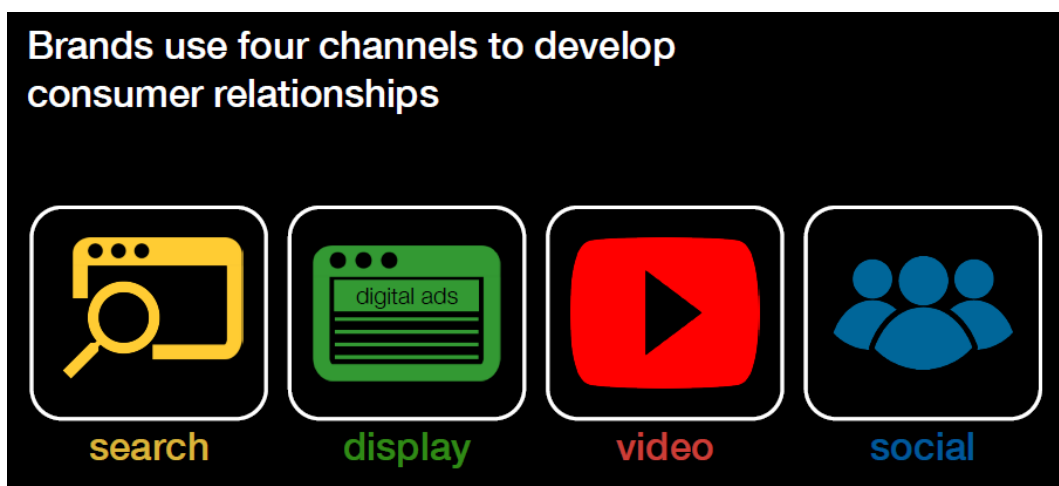 Brands use four channels to develop
consumer relationships
digital ads
search
display
video
social